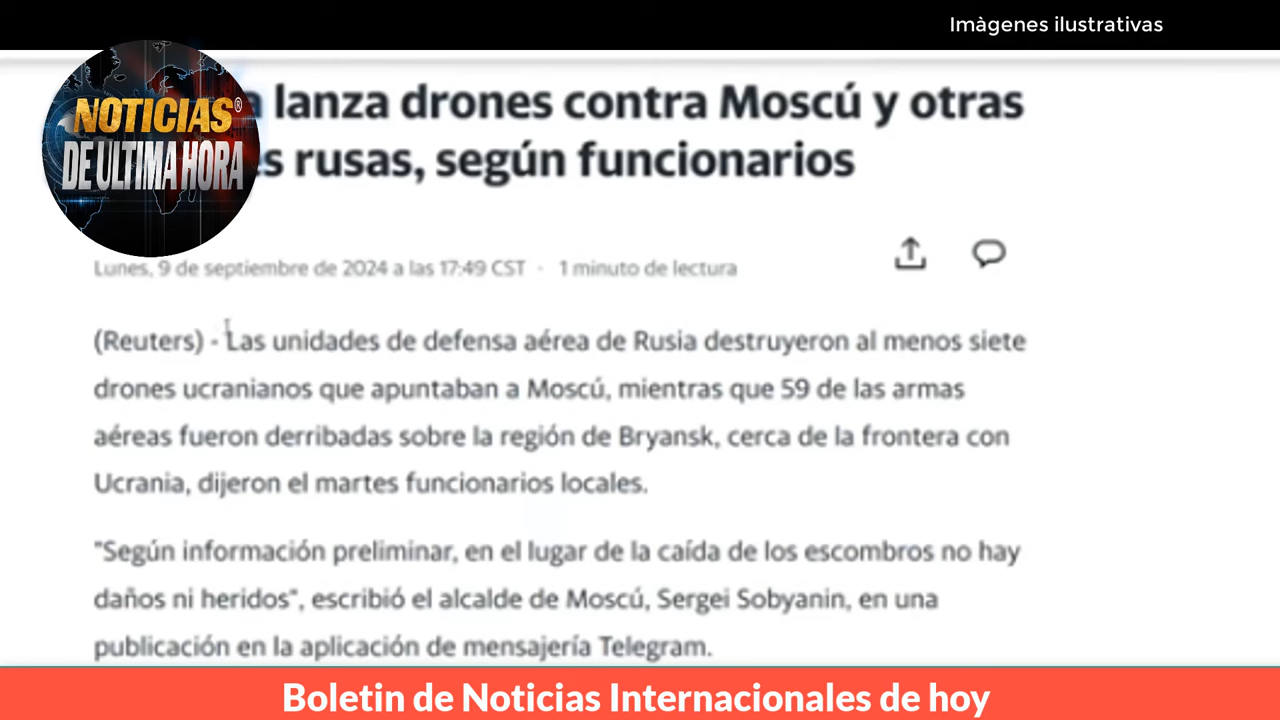 Imàgenes ilustrativas
NOTICIAS®
DE ULTIMA HORA
lanza drones contra Moscú y otras
rusas, según funcionarios
Lunes, 9 de septiembre de 2024 a las 17:49 CST · 1 minuto de lectura
(Reuters) - Las unidades de defensa aérea de Rusia destruyeron al menos siete
drones ucranianos que apuntaban a Moscú, mientras que 59 de las armas
aéreas fueron derribadas sobre la región de Bryansk, cerca de la frontera con
Ucrania, dijeron el martes funcionarios locales.
"Según información preliminar, en el lugar de la caída de los escombros no hay
daños ni heridos", escribió el alcalde de Moscú, Sergei Sobyanin, en una
publicación en la aplicación de mensajería Telegram.
Boletin de Noticias Internacionales de hoy